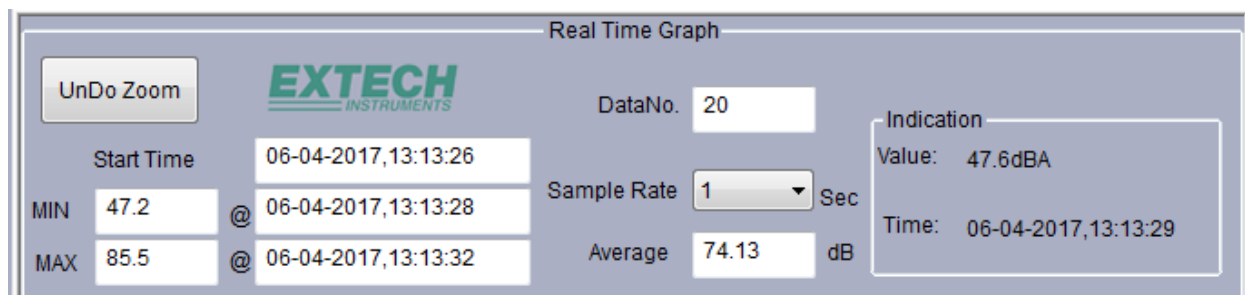 Real Time Graph
UnDo Zoom
EXTECH
INSTRUMENTS
DataNo. 20
Start Time 06-04-2017,13:13:26
MIN 47.2 @ 06-04-2017,13:13:28
MAX 85.5 @ 06-04-2017,13:13:32
Sample Rate 1 Sec
Average 74.13 dB
Indication
Value: 47.6dBA
Time: 06-04-2017,13:13:29